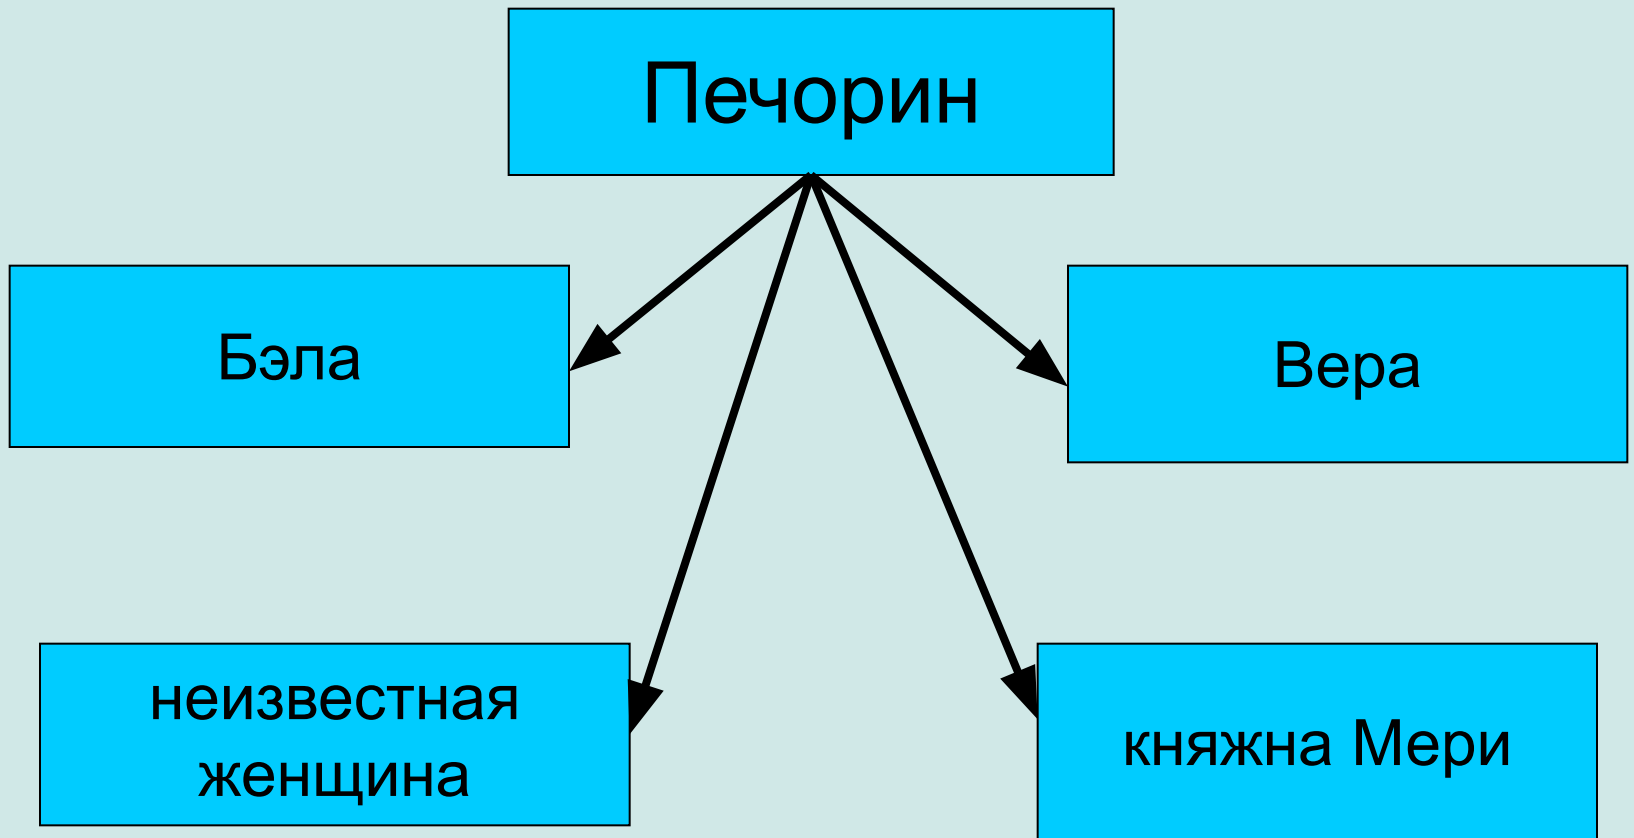 Печорин
Бэла
Вера
неизвестная
женщина
княжна Мери